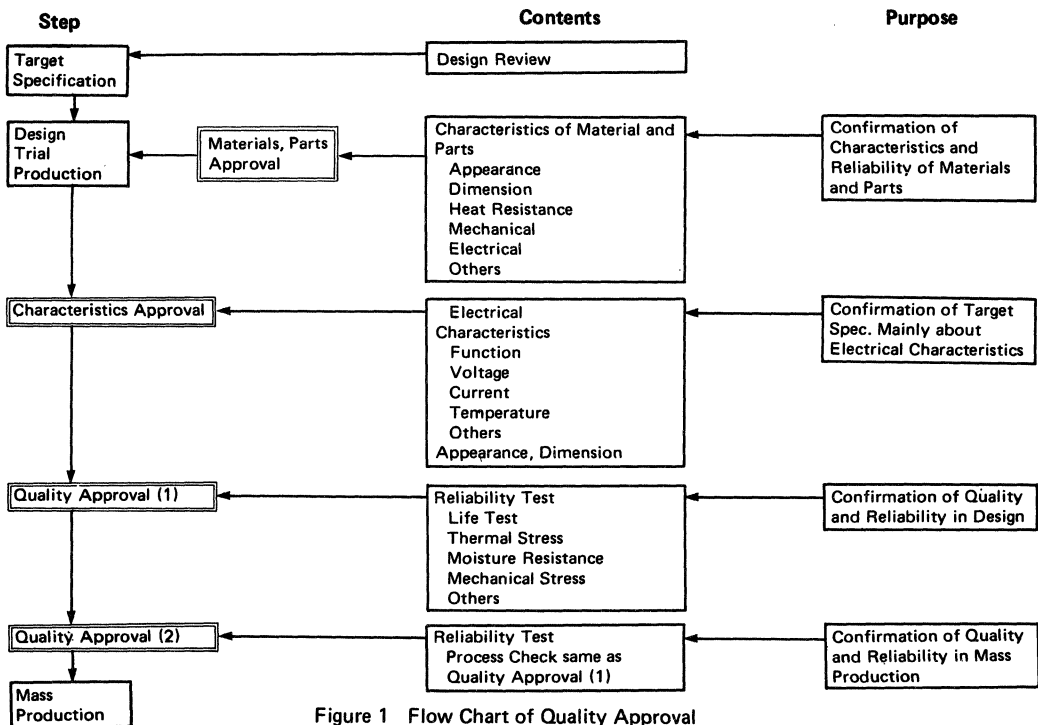 Step
Contents
Purpose
Target
Specification
Design Review
Design
Trial
Production
Materials, Parts
Approval
Characteristics of Material and
Parts
Appearance
Dimension
Heat Resistance
Mechanical
Electrical
Others
Confirmation of
Characteristics and
Reliability of Materials
and Parts
Characteristics Approval
Electrical
Characteristics
Function
Voltage
Current
Temperature
Others
Appearance, Dimension
Confirmation of Target
Spec. Mainly about
Electrical Characteristics
Quality Approval (1)
Reliability Test
Life Test
Thermal Stress
Moisture Resistance
Mechanical Stress
Others
Confirmation of Quality
and Reliability in Design
Quality Approval (2)
Reliability Test
Process Check same as
Quality Approval (1)
Confirmation of Quality
and Reliability in Mass
Production
Mass
Production
Figure 1 Flow Chart of Quality Approval